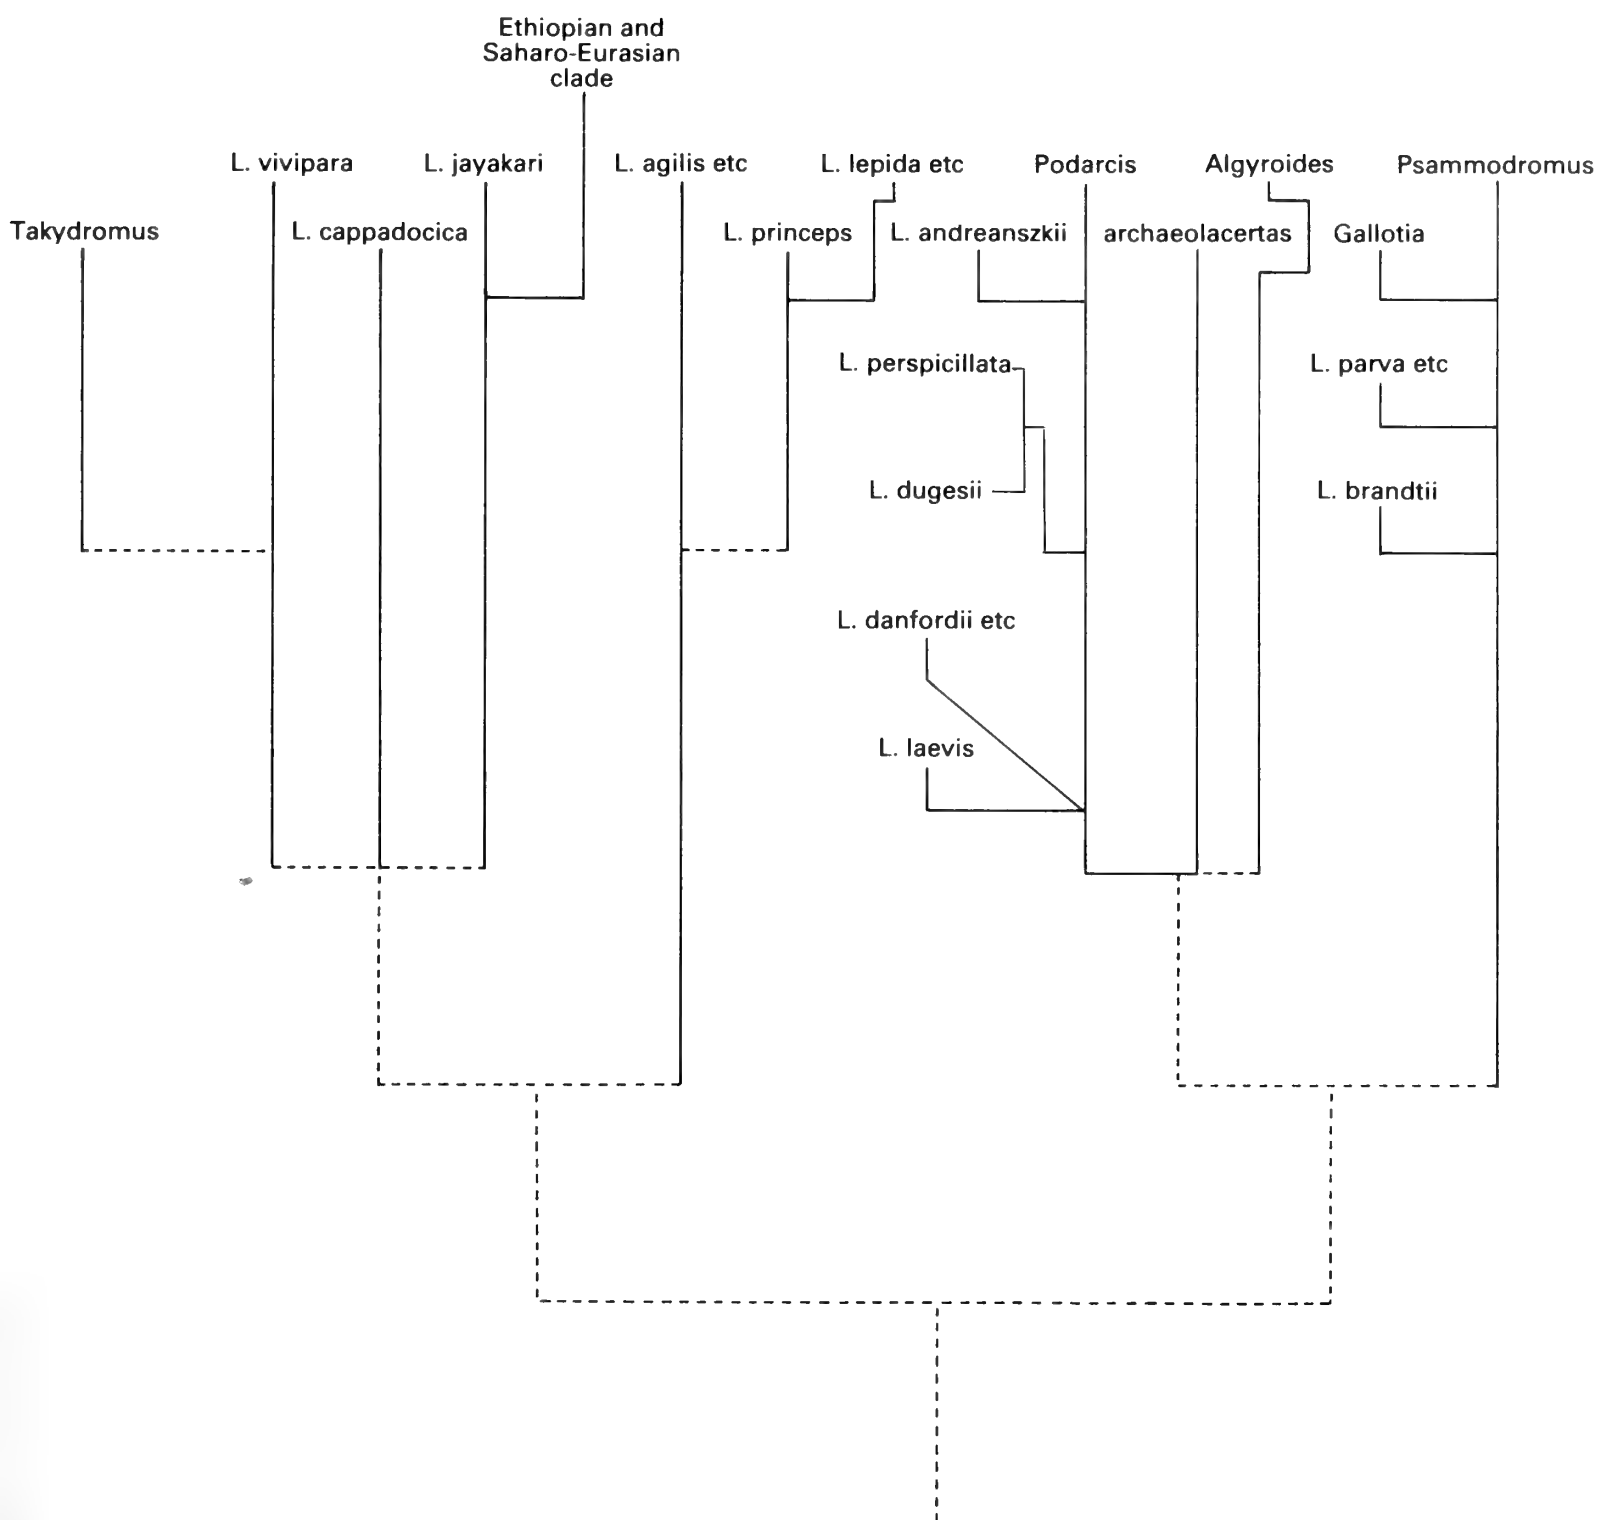 Ethiopian and
Saharo-Eurasian
clade
L. vivipara
L. jayakari
L. agilis etc
L. lepida etc
Podarcis
Algyroides
Psammodromus
Takydromus
L. cappadocica
L. princeps
L. andreanszkii
archaeolacertas
Gallotia
L. perspicillata
L. parva etc
L. dugesii
L. brandtii
L. danfordii etc
L. laevis